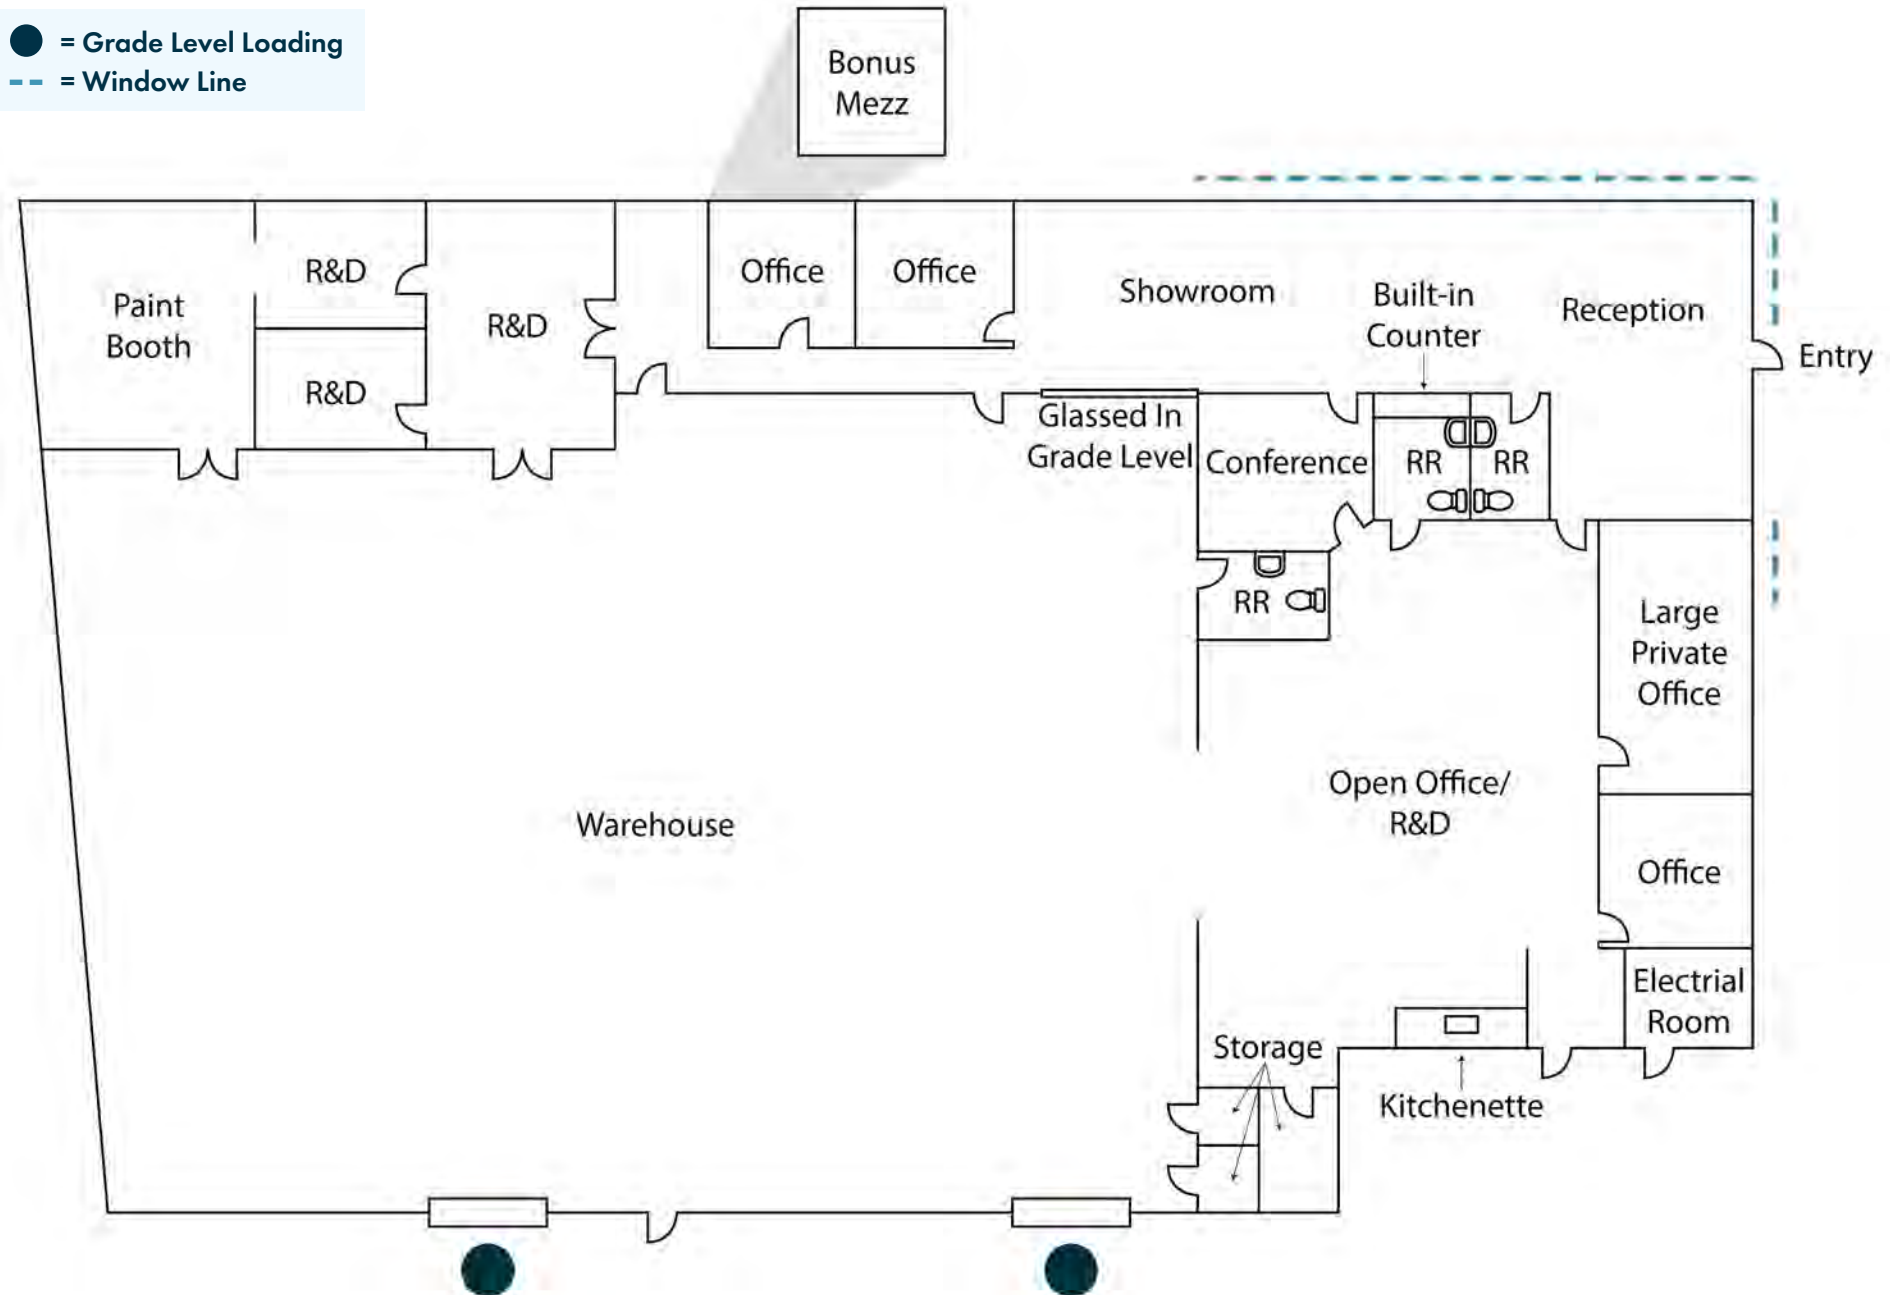 = Grade Level Loading
= Window Line
Bonus
Mezz
Paint
Booth
R&D
R&D
R&D
Office
Office
Showroom
Built-in
Counter
Reception
Entry
Glassed In
Grade Level
Conference
RR
RR
RR
Large
Private
Office
Open Office/
R&D
Warehouse
Office
Electrial
Room
Storage
Kitchenette